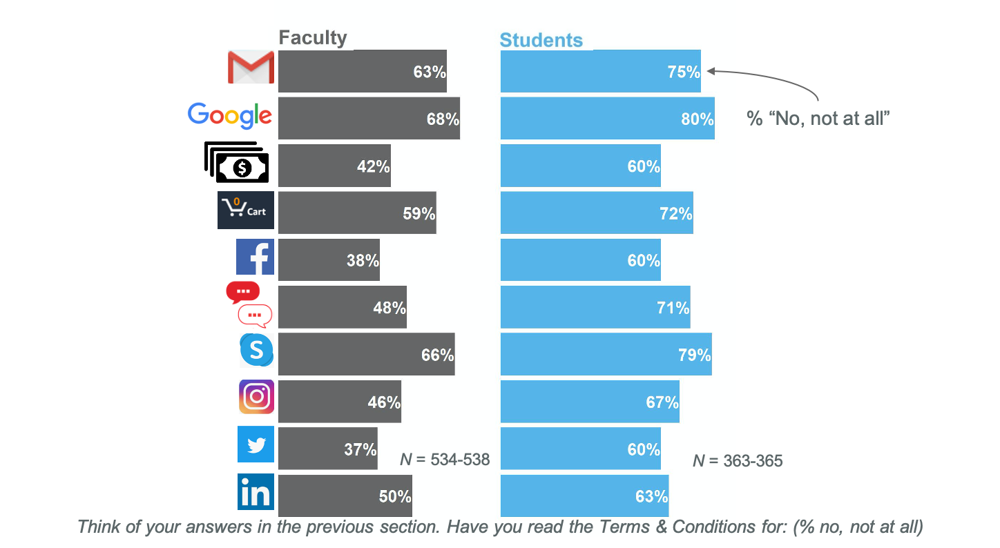 Faculty
Students
63%
75%
Google
68%
80%
% “No, not at all”
$
42%
60%
0
Cart
59%
72%
f
38%
60%
48%
71%
S
66%
79%
46%
67%
37%
N = 534-538
60%
N = 363-365
in
50%
63%
Think of your answers in the previous section. Have you read the Terms & Conditions for: (% no, not at all)